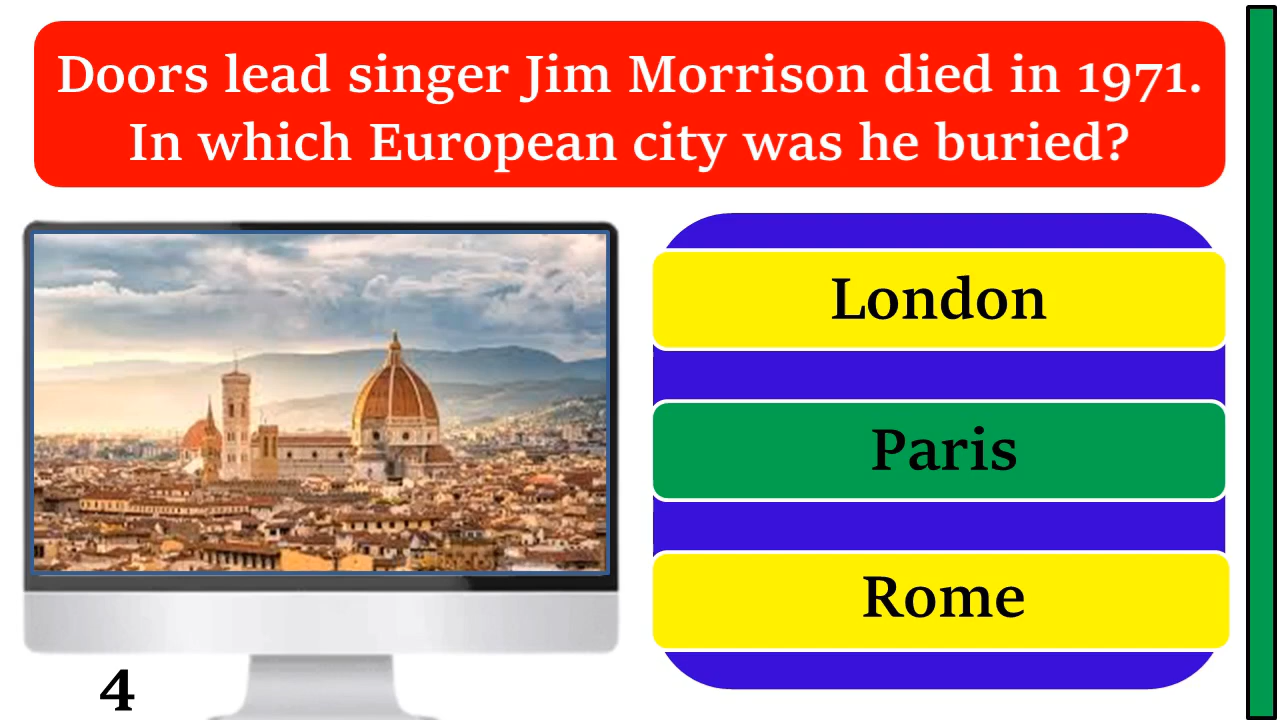 Doors lead singer Jim Morrison died in 1971.
In which European city was he buried?
London
Paris
Rome
4